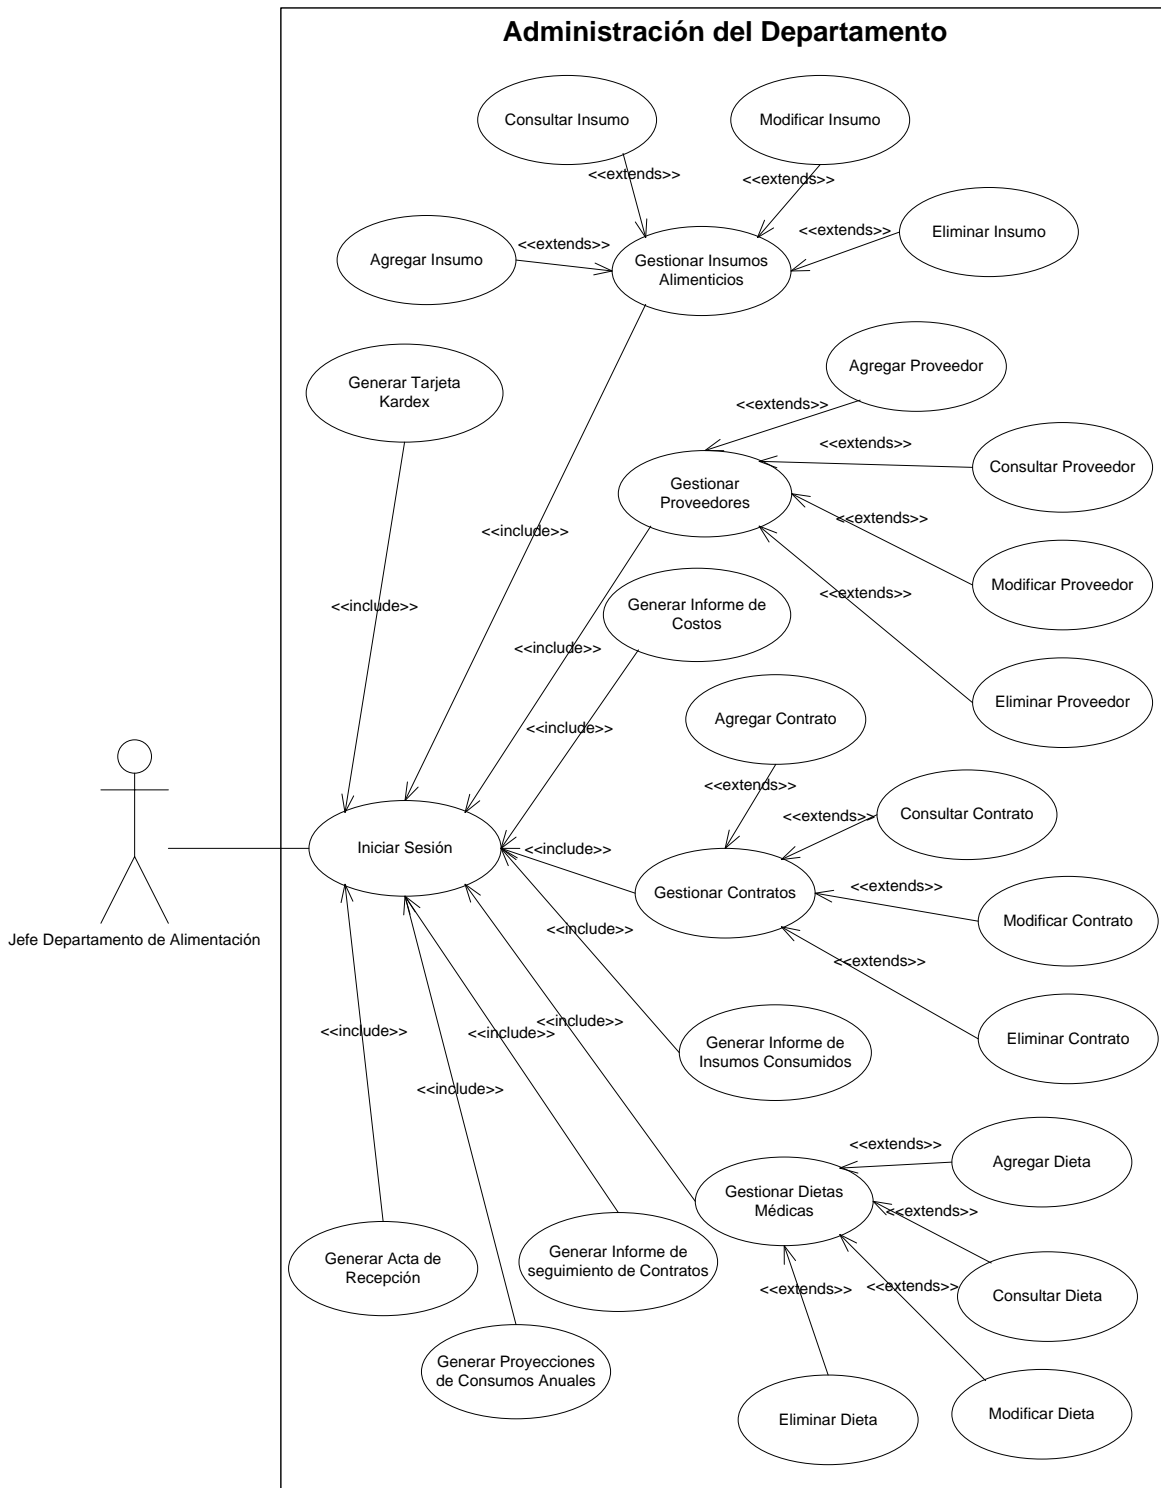 Administración del Departamento
Consultar Insumo
Modificar Insumo
<<extends>>
<<extends>>
Agregar Insumo
<<extends>>
Gestionar Insumos
Alimenticios
<<extends>>
Eliminar Insumo
Generar Tarjeta
Kardex
Agregar Proveedor
<<extends>>
<<extends>>
Gestionar
Proveedores
Consultar Proveedor
<<extends>>
<<include>>
Modificar Proveedor
<<extends>>
<<include>>
Generar Informe de
Costos
<<include>>
Eliminar Proveedor
Agregar Contrato
<<include>>
<<extends>>
Consultar Contrato
<<extends>>
Iniciar Sesión
<<include>>
Gestionar Contratos
<<extends>>
Modificar Contrato
Jefe Departamento de Alimentación
<<include>>
<<extends>>
<<include>>
<<include>>
<<include>>
Generar Informe de
Insumos Consumidos
Eliminar Contrato
<<include>>
<<extends>>
Agregar Dieta
Gestionar Dietas
Médicas
<<extends>>
Generar Acta de
Recepción
Generar Informe de
seguimiento de Contratos
<<extends>>
<<extends>>
Consultar Dieta
Generar Proyecciones
de Consumos Anuales
Eliminar Dieta
Modificar Dieta